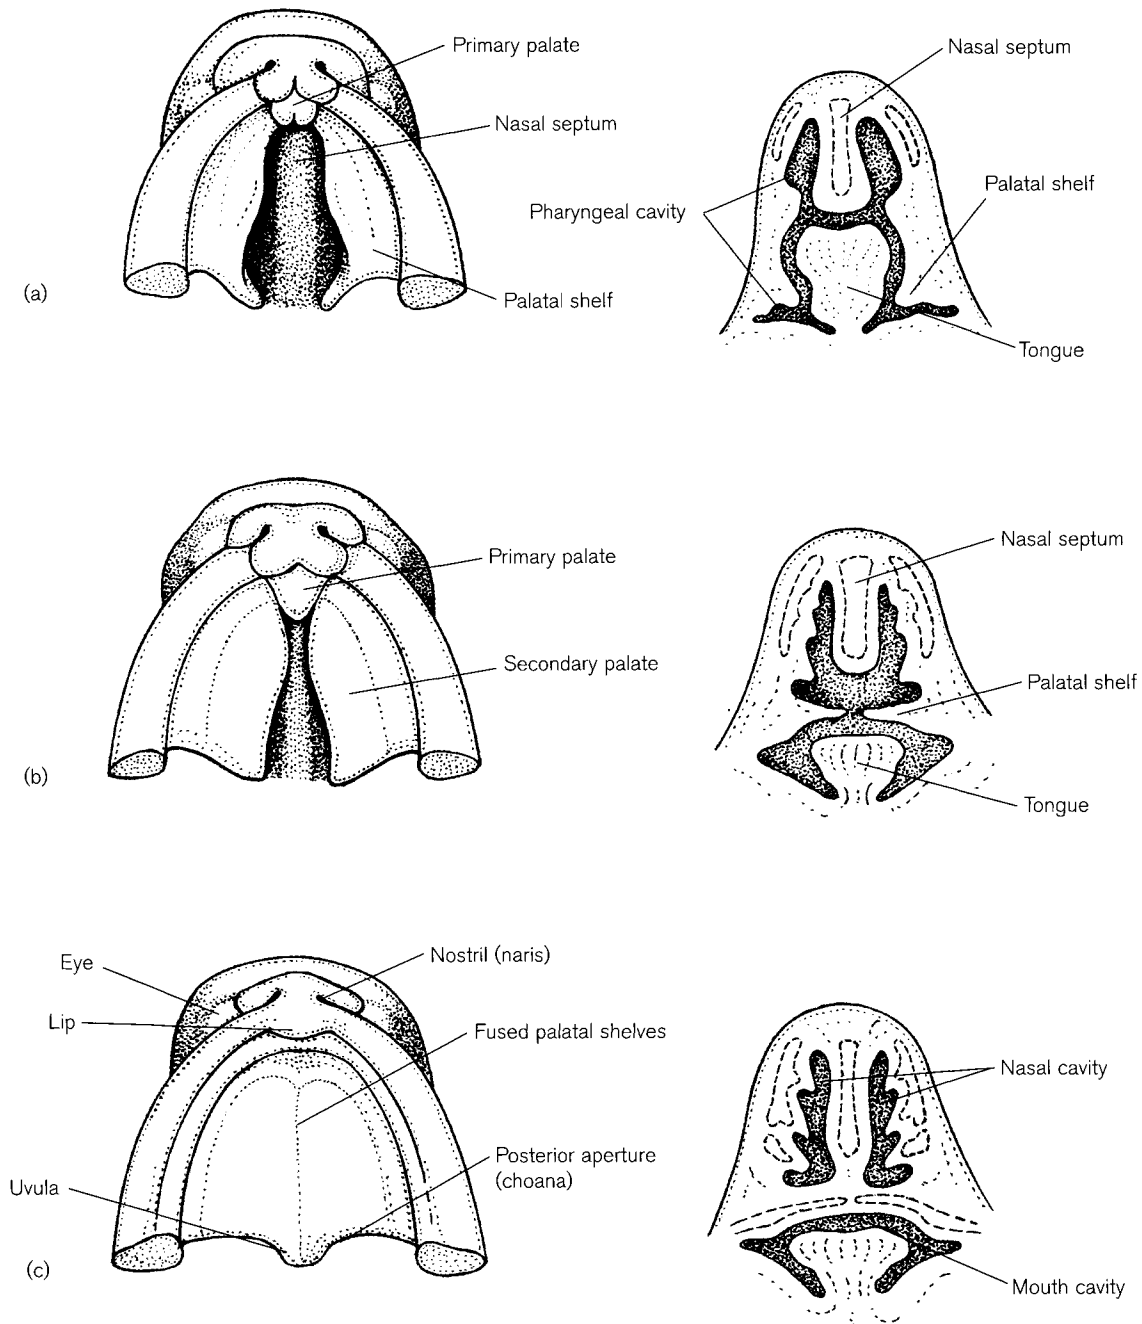 Primary palate
Nasal septum
Nasal septum
Palatal shelf
Pharyngeal cavity
(a)
Palatal shelf
Tongue
Nasal septum
Primary palate
Secondary palate
Palatal shelf
(b)
Tongue
Nostril (naris)
Eye
Lip
Fused palatal shelves
Nasal cavity
Posterior aperture
(choana)
Uvula
(c)
Mouth cavity